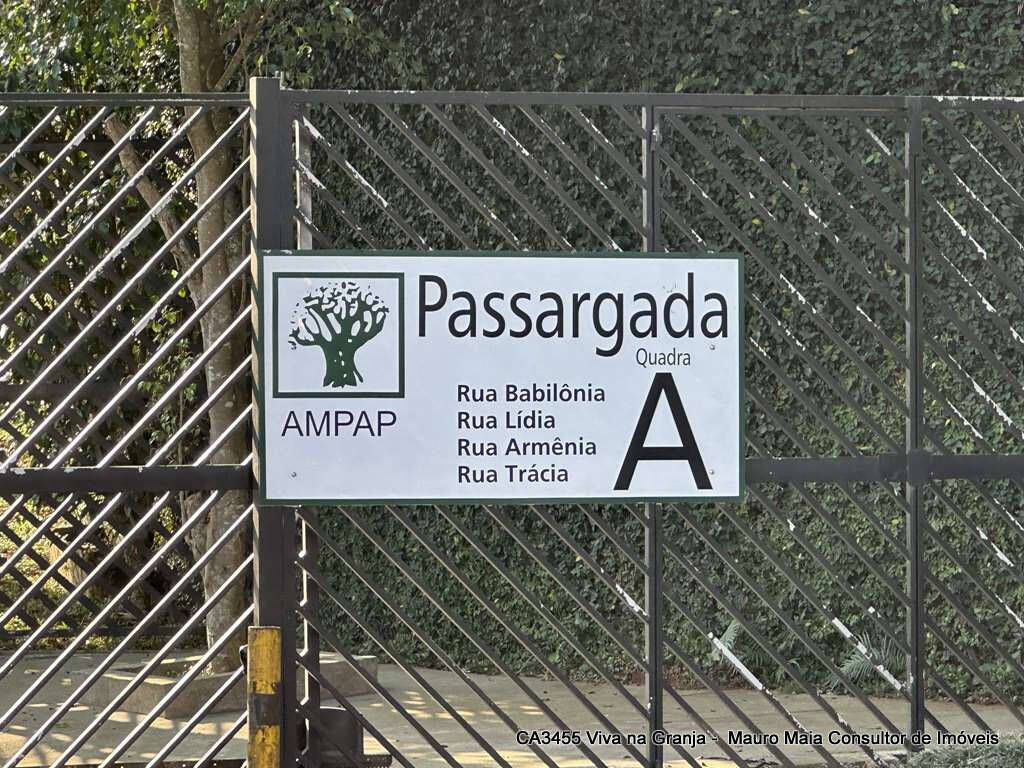 Passargada
Quadra
A
AMPAP
Rua Babilônia
Rua Lídia
Rua Armênia
Rua Trácia
CA3455 Viva na Granja - Mauro Maia Consultor de Imóveis